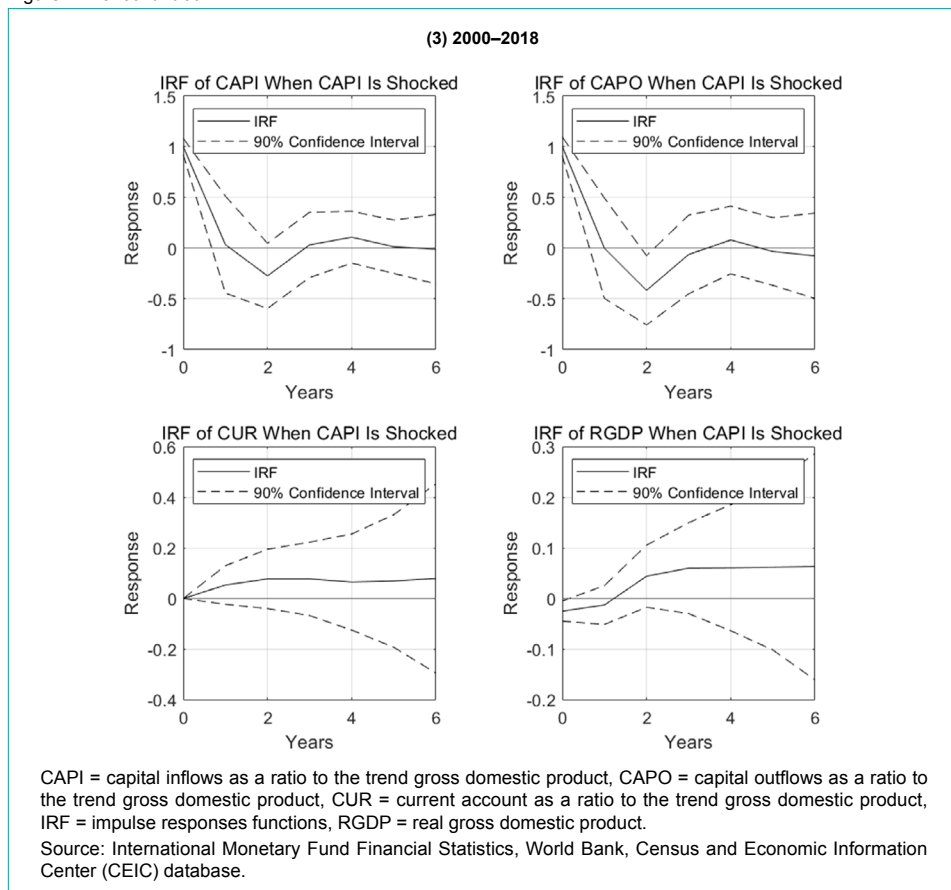 (3) 2000–2018
IRF of CAPI When CAPI Is Shocked
1.5
1
0.5
0
-0.5
-1
Response
IRF
90% Confidence Interval
0 2 4 6
Years
IRF of CAPO When CAPI Is Shocked
1.5
1
0.5
0
-0.5
-1
Response
IRF
90% Confidence Interval
0 2 4 6
Years
IRF of CUR When CAPI Is Shocked
0.6
0.4
0.2
0
-0.2
-0.4
Response
IRF
90% Confidence Interval
0 2 4 6
Years
IRF of RGDP When CAPI Is Shocked
0.3
0.2
0.1
0
-0.1
-0.2
Response
IRF
90% Confidence Interval
0 2 4 6
Years
CAPI = capital inflows as a ratio to the trend gross domestic product, CAPO = capital outflows as a ratio to
the trend gross domestic product, CUR = current account as a ratio to the trend gross domestic product,
IRF = impulse responses functions, RGDP = real gross domestic product.
Source: International Monetary Fund Financial Statistics, World Bank, Census and Economic Information
Center (CEIC) database.